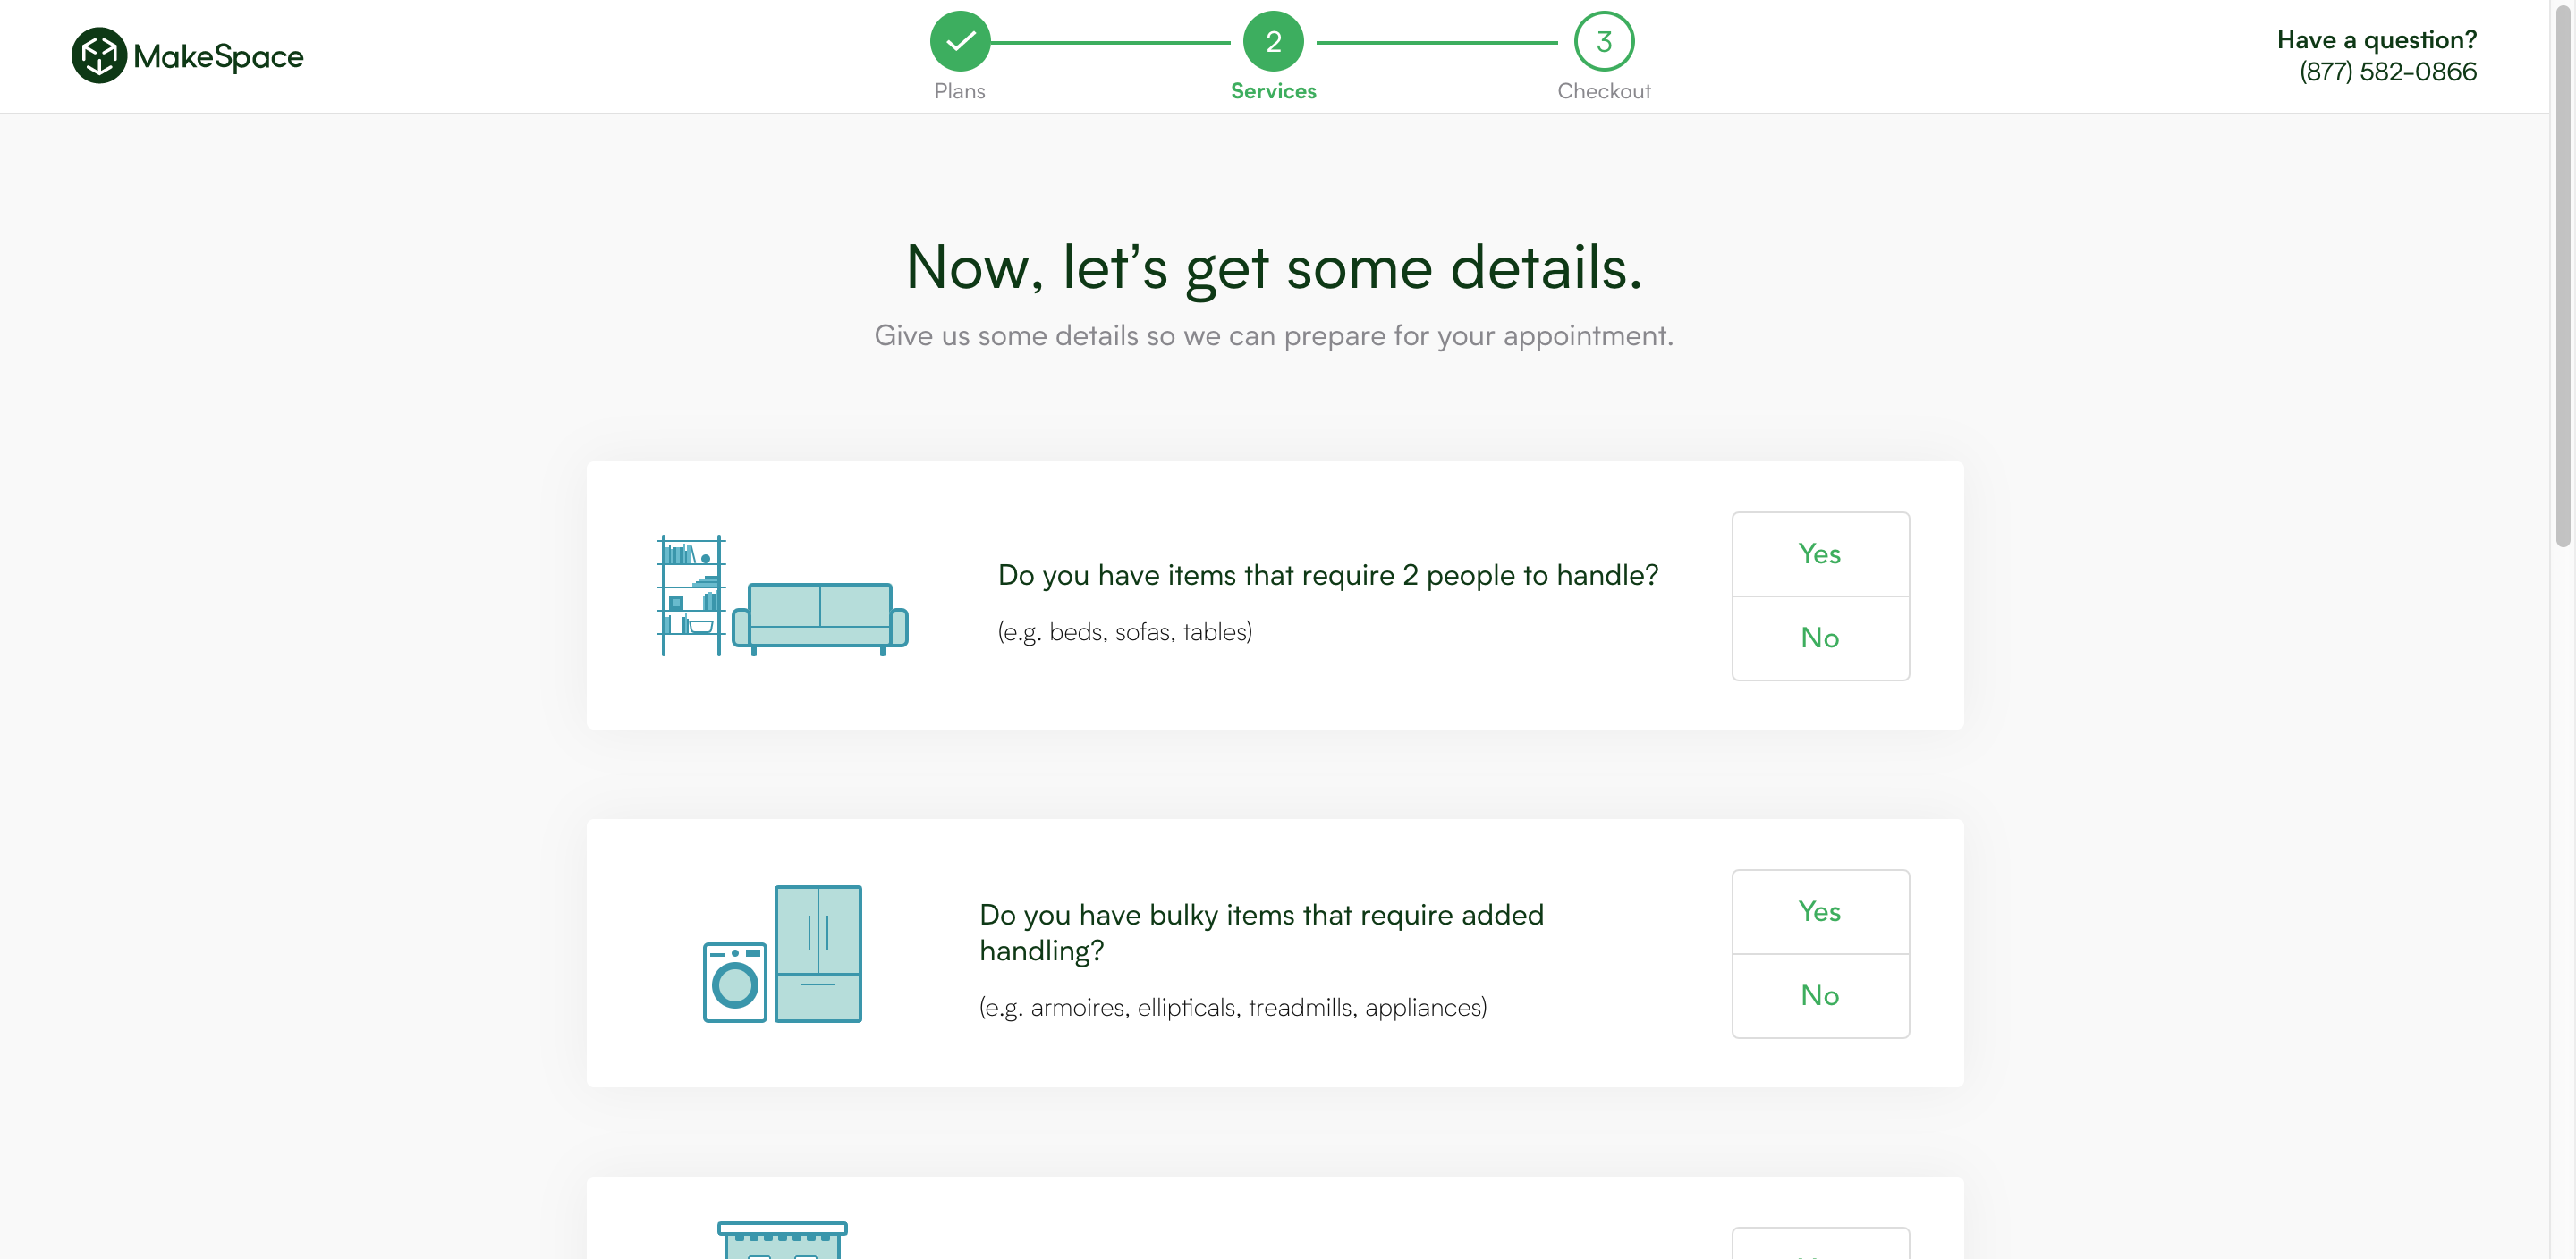 MakeSpace
2
3
Plans
Services
Checkout
Have a question?
(877) 582-0866
Now, let’s get some details.
Give us some details so we can prepare for your appointment.
Do you have items that require 2 people to handle?
(e.g. beds, sofas, tables)
Yes
No
Do you have bulky items that require added
handling?
(e.g. armoires, ellipticals, treadmills, appliances)
Yes
No